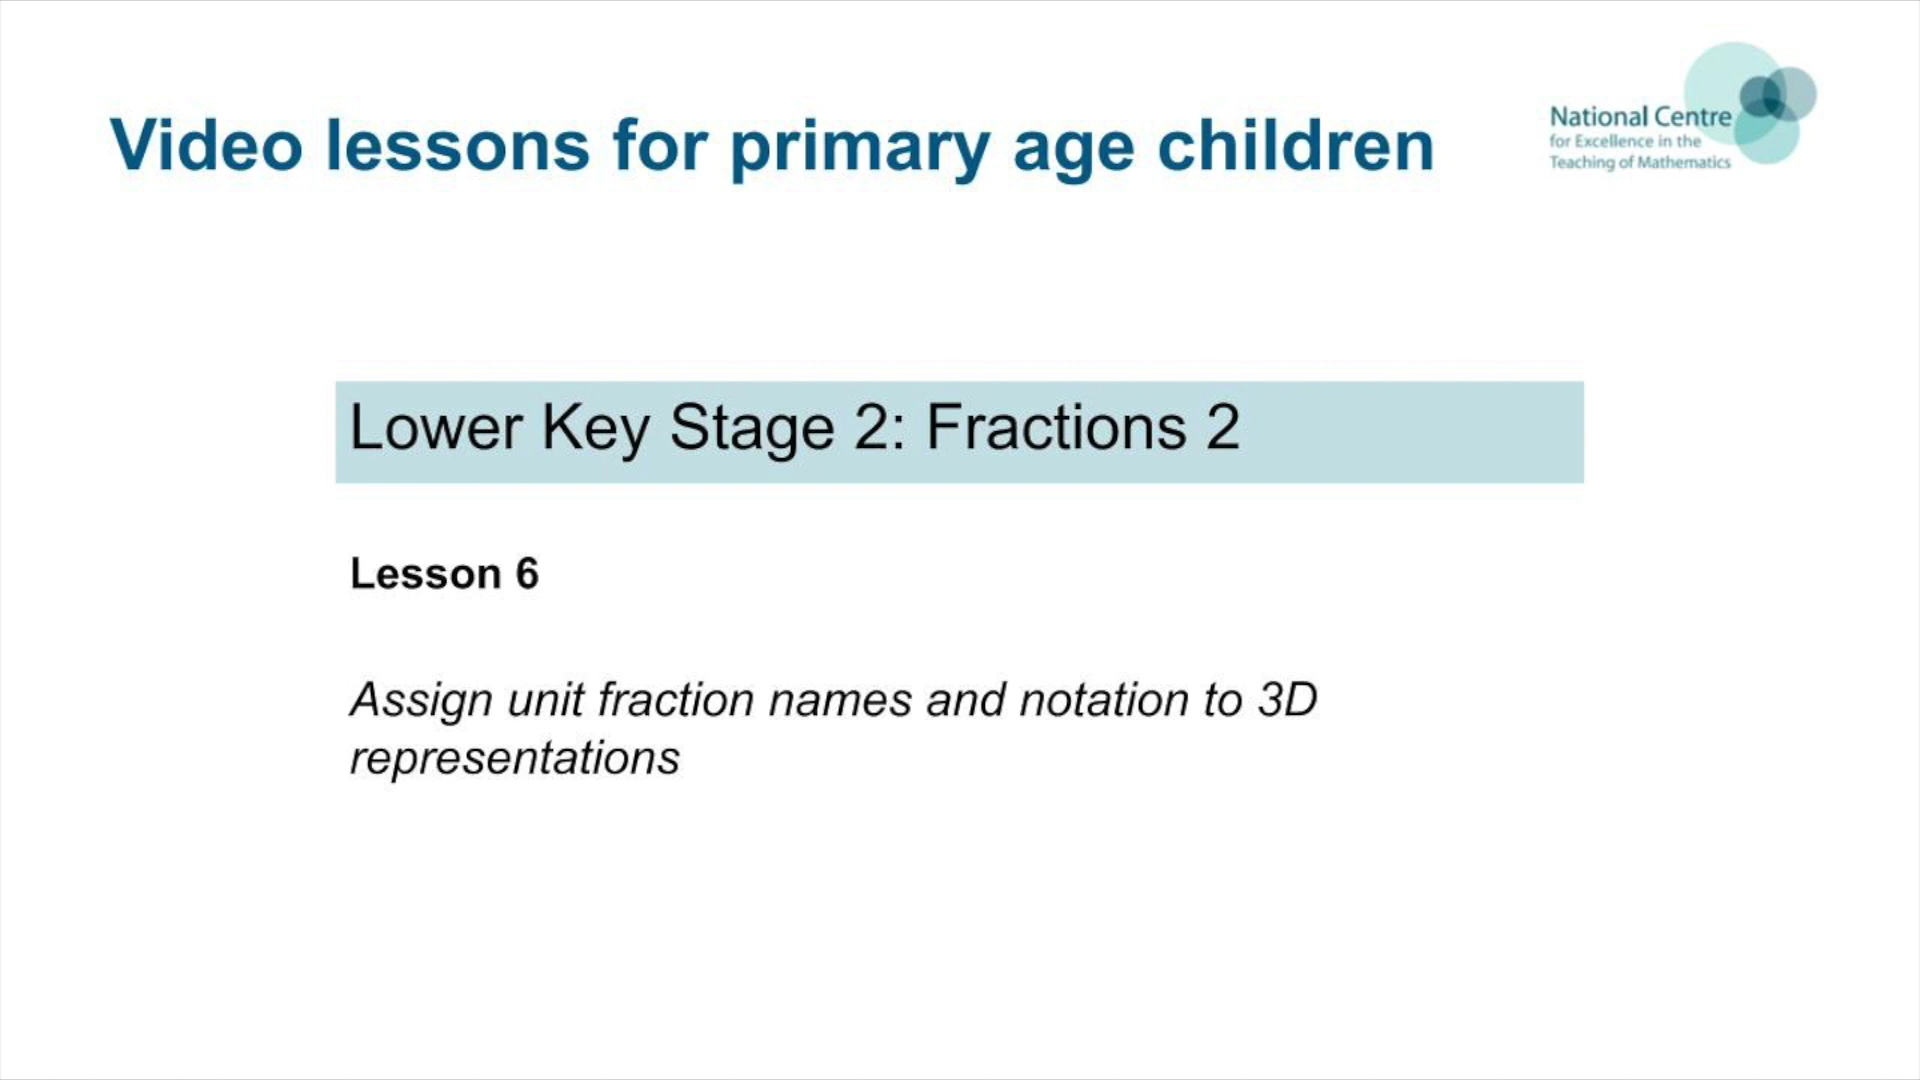 Video lessons for primary age children
National Centre
for Excellence in the
Teaching of Mathematics
Lower Key Stage 2: Fractions 2
Lesson 6
Assign unit fraction names and notation to 3D
representations